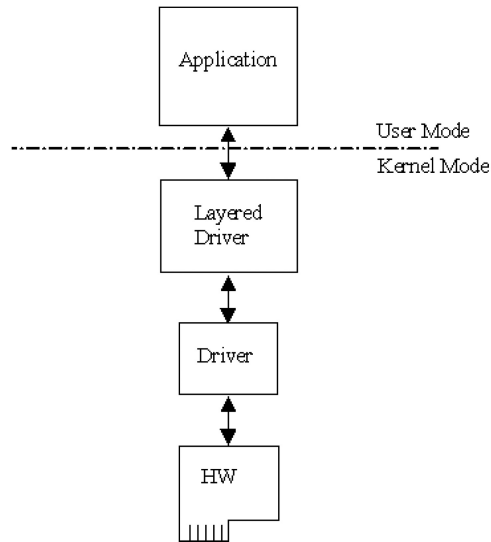 Application
User Mode
Kernel Mode
Layered
Driver
Driver
HW